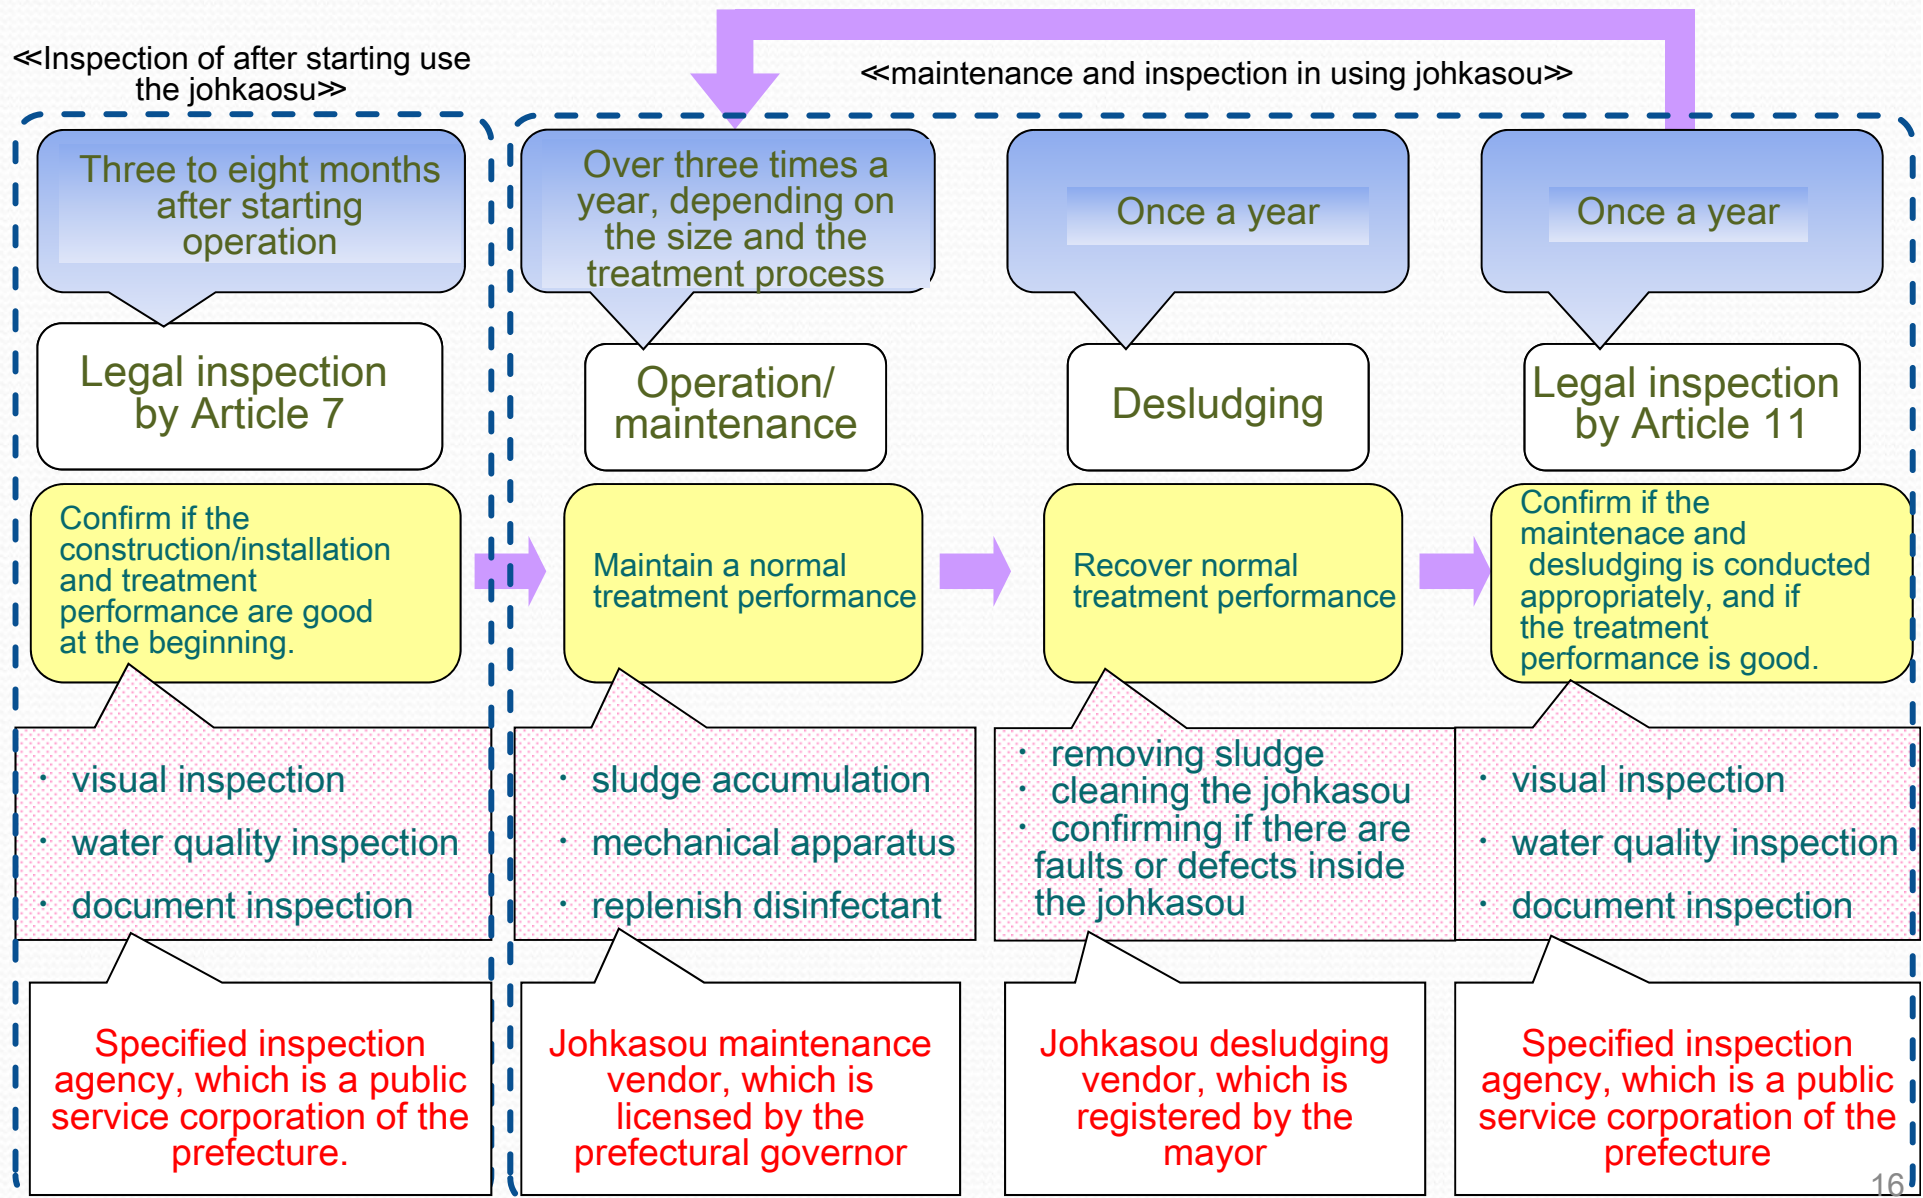 ≪Inspection of after starting use
the johkaosu≫
≪maintenance and inspection in using johkasou≫
Three to eight months
after starting
operation
Over three times a
year, depending on
the size and the
treatment process
Once a year
Once a year
Legal inspection
by Article 7
Operation/
maintenance
Desludging
Legal inspection
by Article 11
Confirm if the
construction/installation
and treatment
performance are good
at the beginning.
Maintain a normal
treatment performance
Recover normal
treatment performance
Confirm if the
maintenace and
desludging is conducted
appropriately, and if
the treatment
performance is good.
・ visual inspection
・ water quality inspection
・ document inspection
・ sludge accumulation
・ mechanical apparatus
・ replenish disinfectant
・ removing sludge
・ cleaning the johkasou
・ confirming if there are
faults or defects inside
the johkasou
・ visual inspection
・ water quality inspection
・ document inspection
Specified inspection
agency, which is a public
service corporation of the
prefecture.
Johkasou maintenance
vendor, which is
licensed by the
prefectural governor
Johkasou desludging
vendor, which is
registered by the
mayor
Specified inspection
agency, which is a public
service corporation of the
prefecture
16